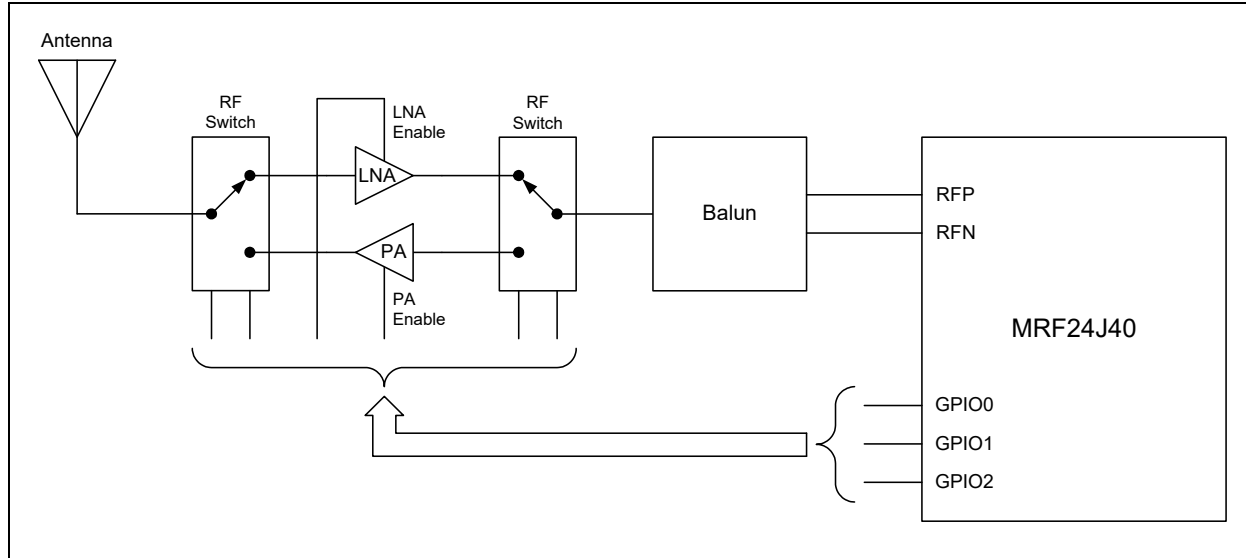 Antenna
RF
Switch
LNA
Enable
RF
Switch
LNA
PA
PA
Enable
Balun
RFP
RFN
MRF24J40
GPIO0
GPIO1
GPIO2